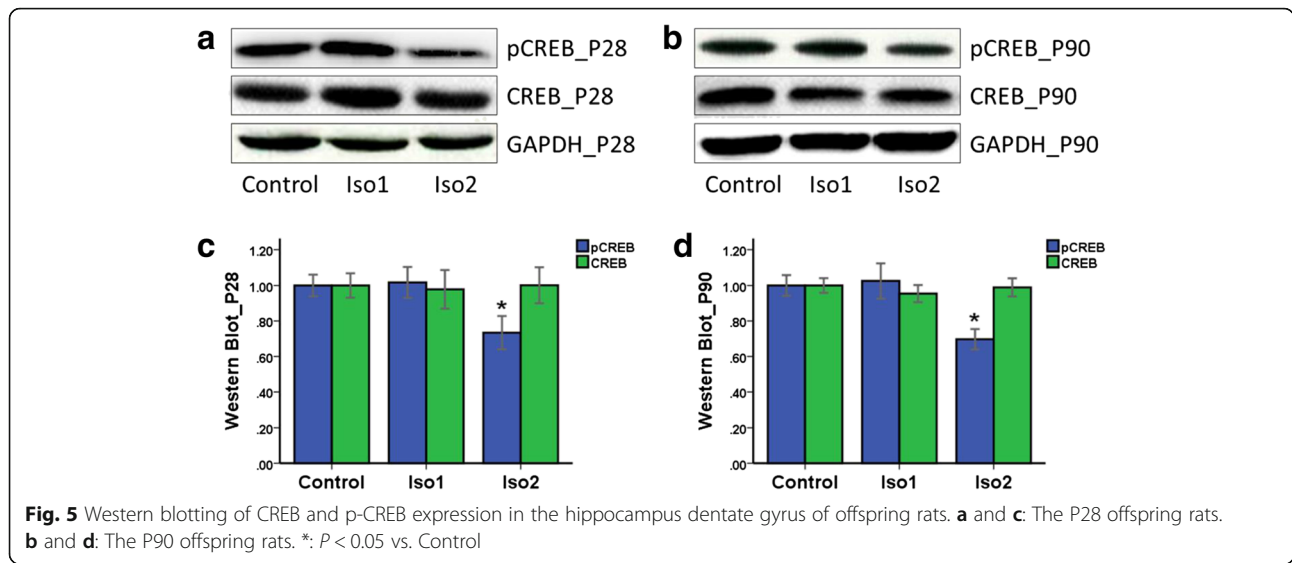 a
pCREB_P28
CREB_P28
GAPDH_P28
Control Iso1 Iso2
b
pCREB_P90
CREB_P90
GAPDH_P90
Control Iso1 Iso2
c
Western Blot_P28
1.20
1.00
.80
.60
.40
.20
.00
pCREB
CREB
*
Control Iso1 Iso2
d
Western Blot_P90
1.20
1.00
.80
.60
.40
.20
.00
pCREB
CREB
*
Control Iso1 Iso2
Fig. 5 Western blotting of CREB and p-CREB expression in the hippocampus dentate gyrus of offspring rats. a and c: The P28 offspring rats.
b and d: The P90 offspring rats. *: P < 0.05 vs. Control